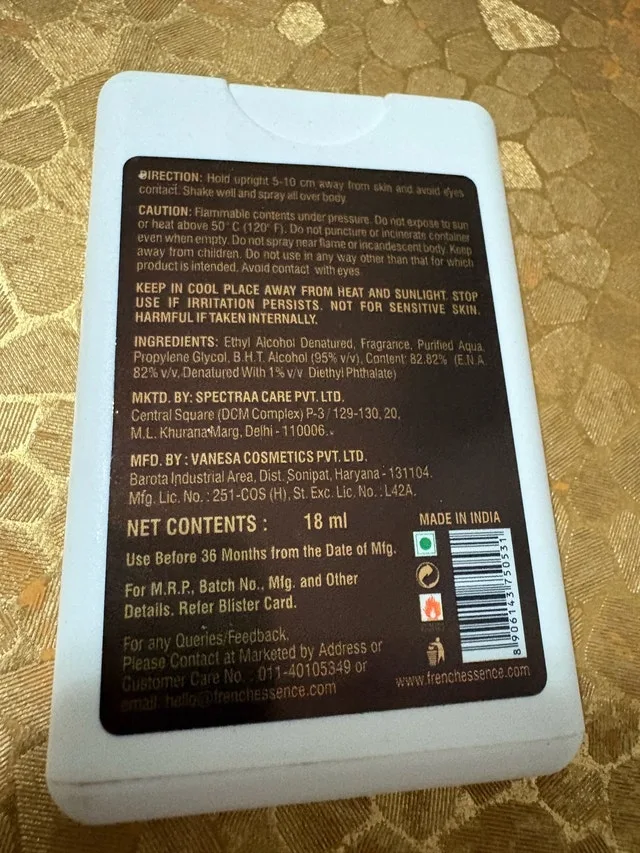 DIRECTION: Hold upright 5-10 cm away from skin and avoid eyes
contact. Shake well and spray all over body.
CAUTION: Flammable contents under pressure. Do not expose to sun
or heat above 50° C (120° F). Do not puncture or incinerate container
even when empty. Do not spray near flame or incandescent body. Keep
away from children. Do not use in any way other than that for which
product is intended. Avoid contact with eyes
KEEP IN COOL PLACE AWAY FROM HEAT AND SUNLIGHT. STOP
USE IF IRRITATION PERSISTS. NOT FOR SENSITIVE SKIN.
HARMFUL IF TAKEN INTERNALLY.
INGREDIENTS: Ethyl Alcohol Denatured, Fragrance, Purified Aqua,
Propylene Glycol, B.H.T. Alcohol (95% v/v), Content: 82.82% (E.N.A.
82% v/v, Denatured With 1% v/v Diethyl Phthalate)
MKTD. BY: SPECTRAA CARE PVT. LTD.
Central Square (DCM Complex) P-3 / 129-130, 20,
M.L. Khurana Marg, Delhi - 110006.
MFD. BY : VANESA COSMETICS PVT. LTD.
Barota Industrial Area, Dist. Sonipat, Haryana - 131104.
Mfg. Lic. No. : 251-COS (H), St. Exc. Lic. No. : L42A.
NET CONTENTS : 18 ml
MADE IN INDIA
Use Before 36 Months from the Date of Mfg.
For M.R.P., Batch No., Mfg. and Other
Details. Refer Blister Card.
For any Queries/Feedback,
Please Contact at Marketed by Address or
Customer Care No. : 011-40105349 or
email: hello@frenchessence.com
www.frenchessence.com
8 906143 750531